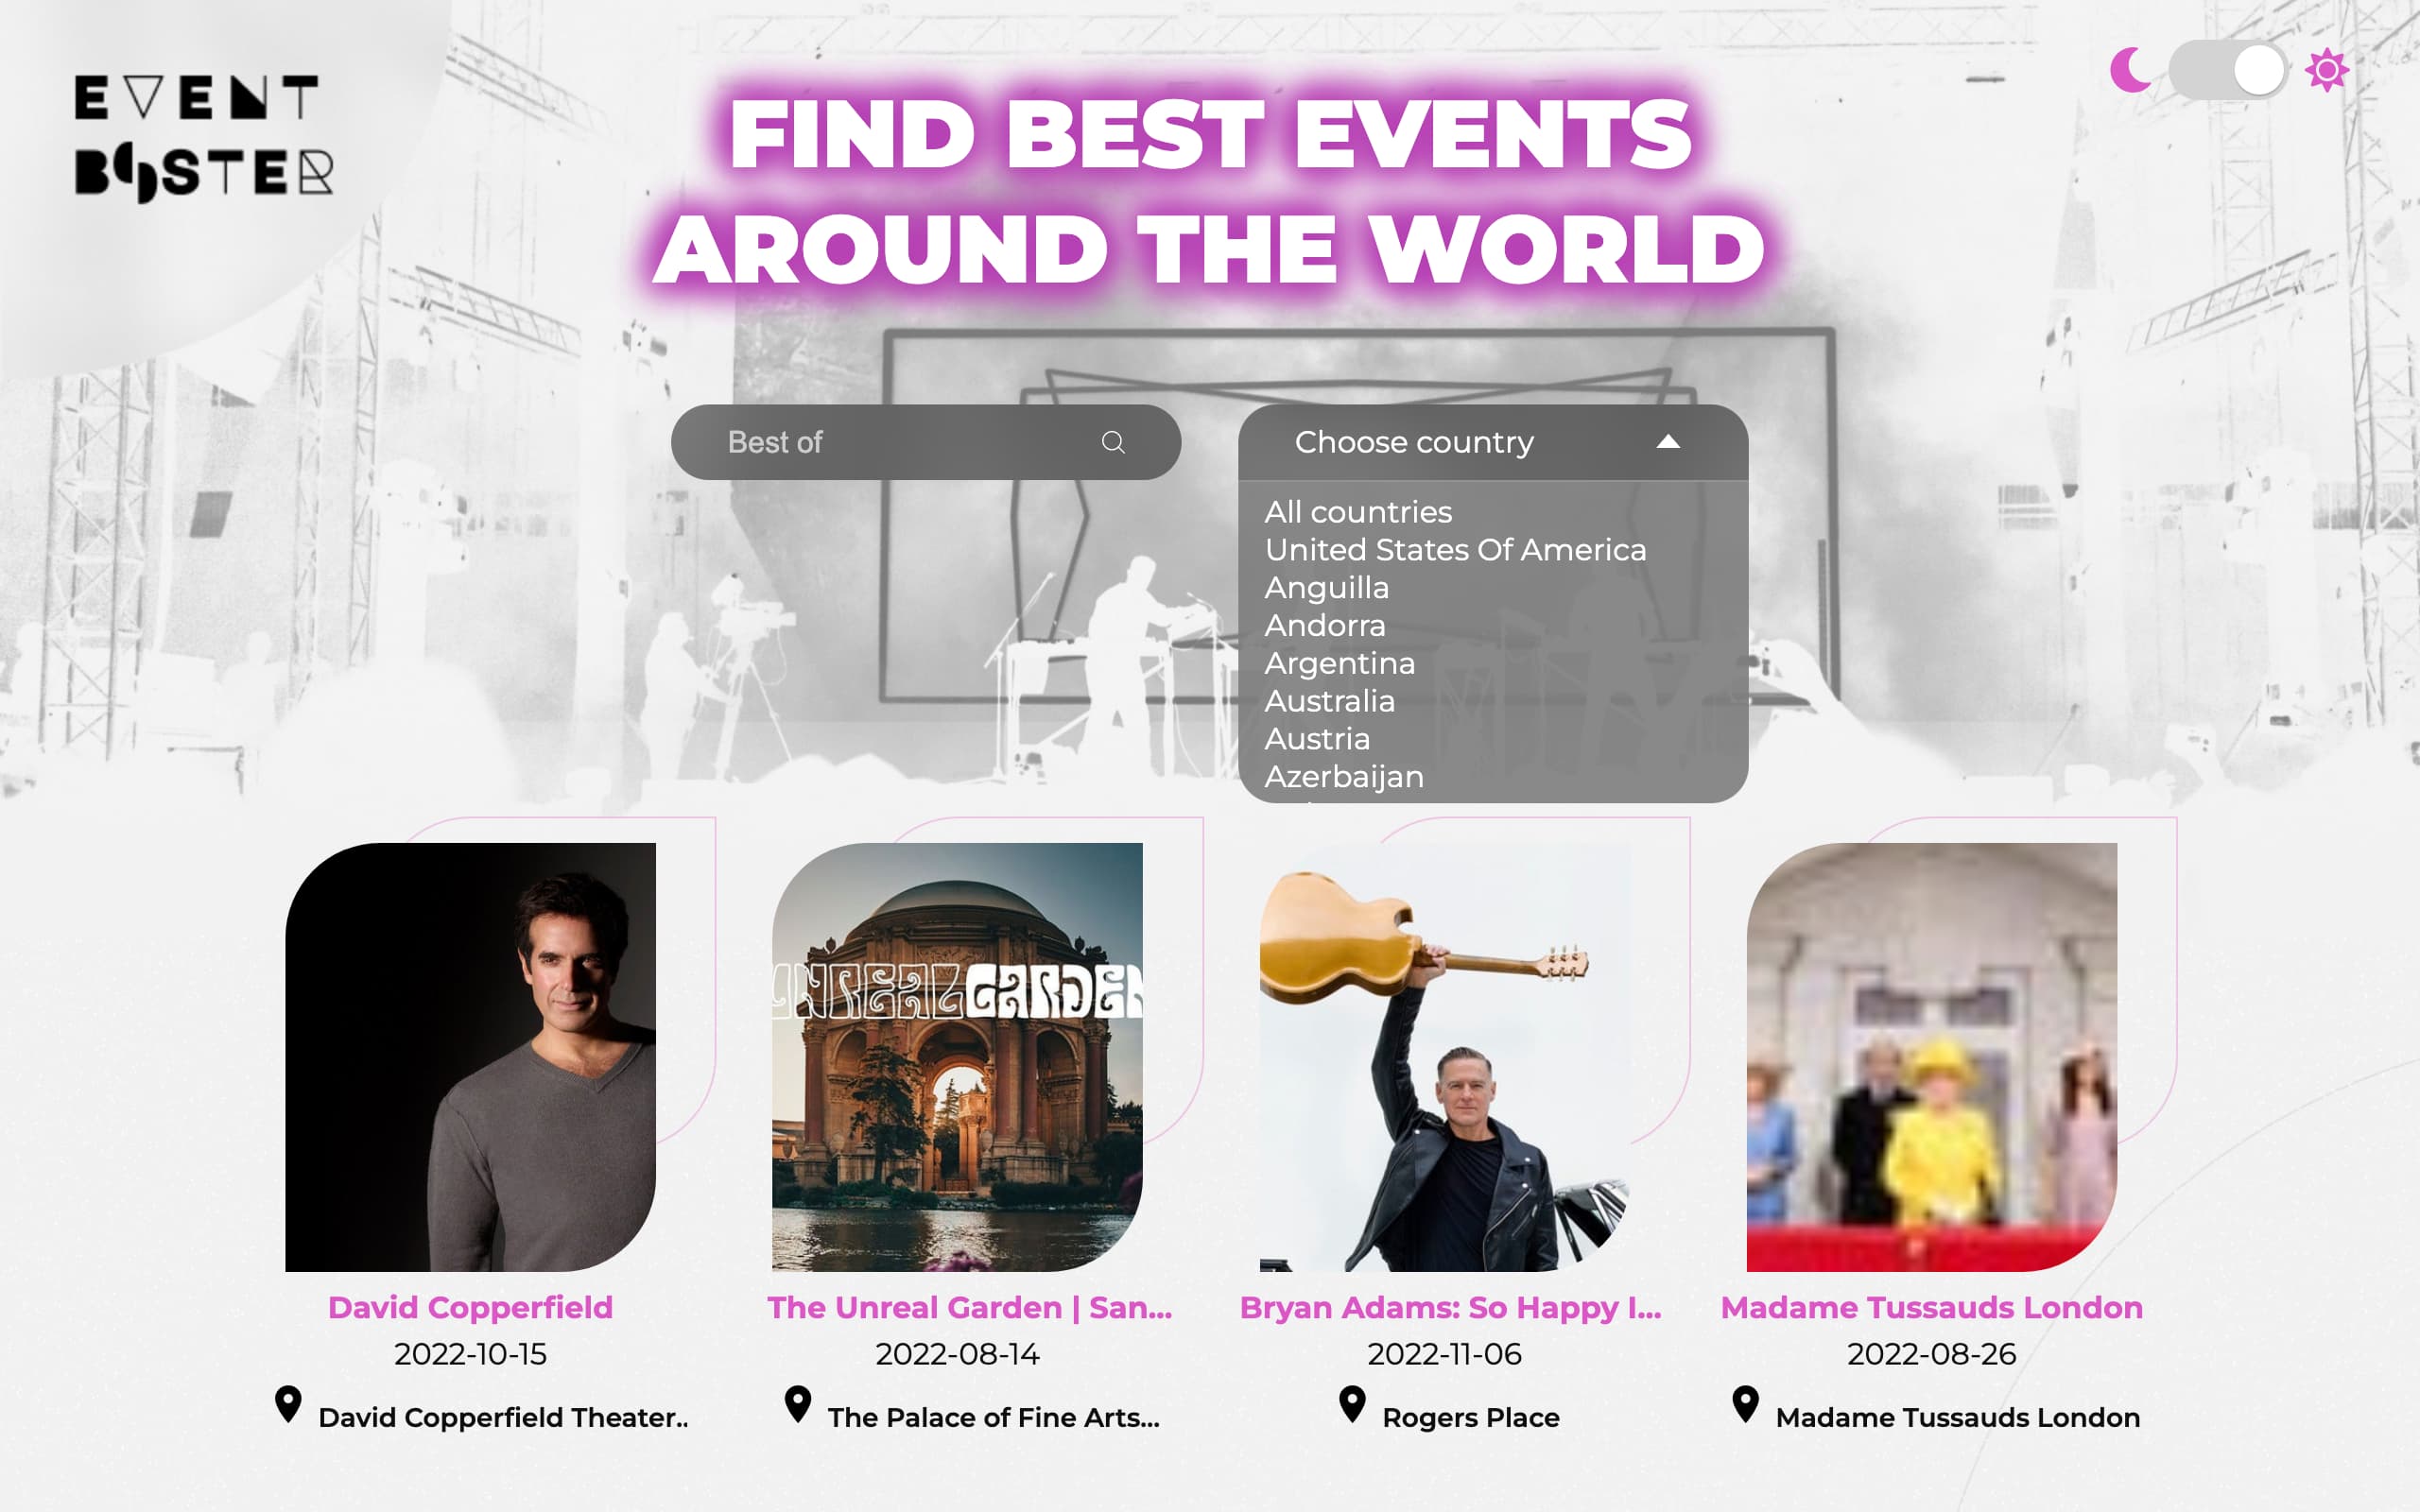 EVENT
BOOSTER
FIND BEST EVENTS
AROUND THE WORLD
Best of
Choose country
All countries
United States Of America
Anguilla
Andorra
Argentina
Australia
Austria
Azerbaijan
UNREAL GARDEN
David Copperfield
2022-10-15
David Copperfield Theater..
The Unreal Garden | San...
2022-08-14
The Palace of Fine Arts...
Bryan Adams: So Happy I...
2022-11-06
Rogers Place
Madame Tussauds London
2022-08-26
Madame Tussauds London